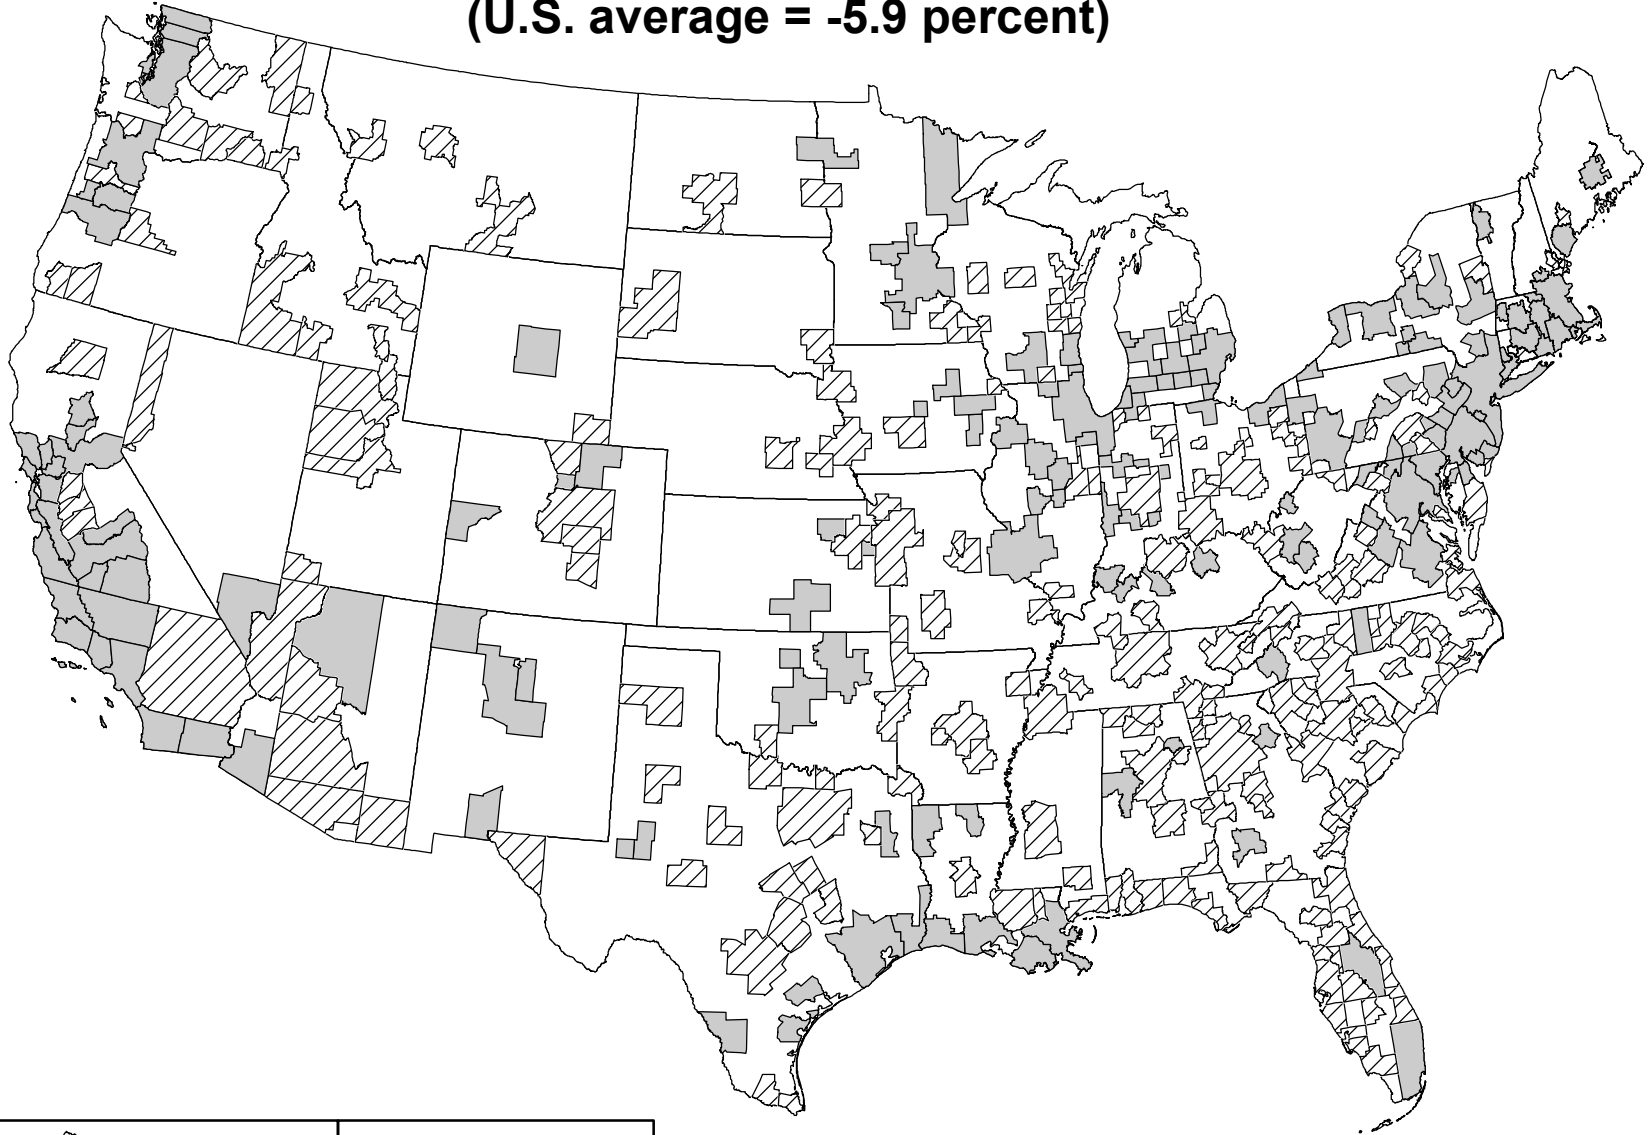 (U.S. average = -5.9 percent)